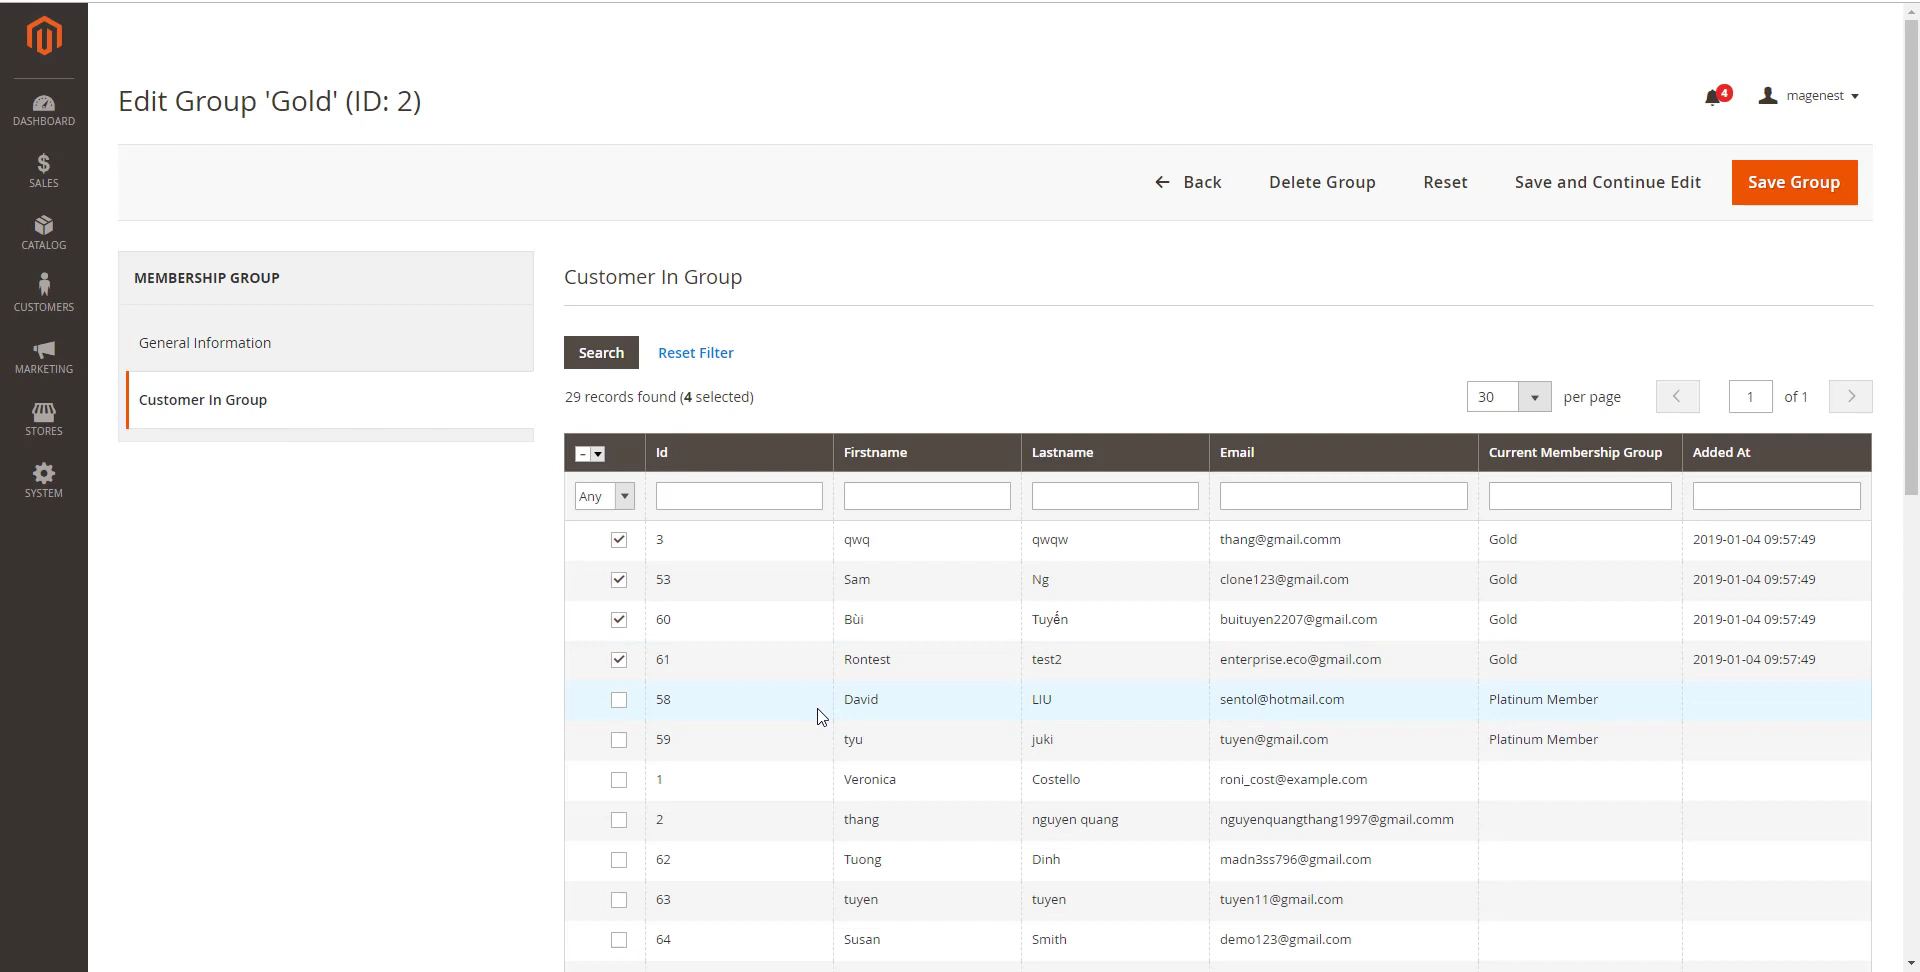 Edit Group 'Gold' (ID: 2)
4
magenest
DASHBOARD
SALES
CATALOG
CUSTOMERS
MARKETING
STORES
SYSTEM
Back Delete Group Reset Save and Continue Edit Save Group
MEMBERSHIP GROUP
General Information
Customer In Group
Customer In Group
Search Reset Filter
29 records found (4 selected)
30 per page 1 of 1
Id Firstname Lastname Email Current Membership Group Added At
Any
3 qwq qwqw thang@gmail.comm Gold 2019-01-04 09:57:49
53 Sam Ng clone123@gmail.com Gold 2019-01-04 09:57:49
60 Bùi Tuyến buituyen2207@gmail.com Gold 2019-01-04 09:57:49
61 Rontest test2 enterprise.eco@gmail.com Gold 2019-01-04 09:57:49
58 David LIU sentol@hotmail.com Platinum Member
59 tyu juki tuyen@gmail.com Platinum Member
1 Veronica Costello roni_cost@example.com
2 thang nguyen quang nguyenquangthang1997@gmail.comm
62 Tuong Dinh madn3ss796@gmail.com
63 tuyen tuyen tuyen11@gmail.com
64 Susan Smith demo123@gmail.com